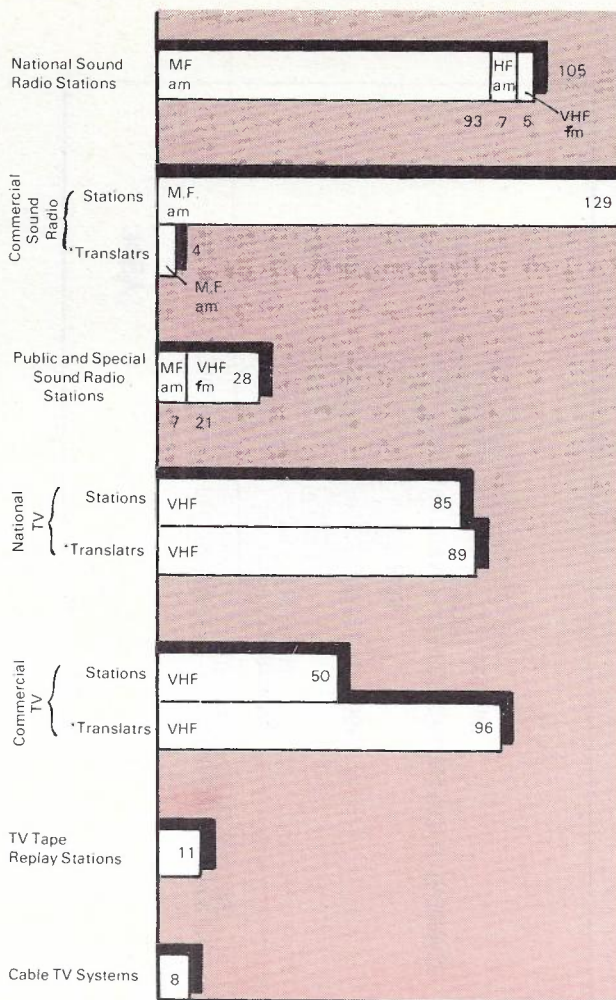 National Sound
Radio Stations
MF
am
HF
am
105
93 7 5
VHF
fm
Commercial
Sound
Radio
Stations
M.F.
am
129
*Translatrs
4
M.F.
am
Public and Special
Sound Radio
Stations
MF
am
VHF
fm
28
7 21
National
TV
Stations
VHF 85
*Translatrs
VHF 89
Commercial
TV
Stations
VHF 50
*Translatrs
VHF 96
TV Tape
Replay Stations
11
Cable TV Systems
8